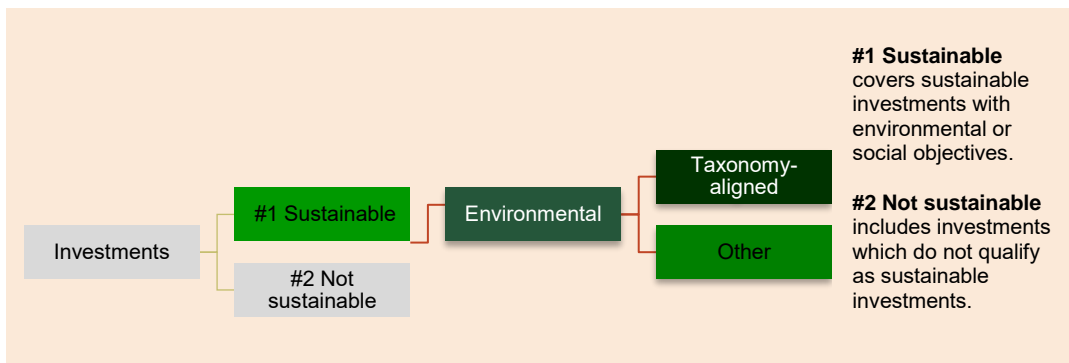 Investments
#1 Sustainable
#2 Not
sustainable
Environmental
Taxonomy-
aligned
Other
#1 Sustainable
covers sustainable
investments with
environmental or
social objectives.
#2 Not sustainable
includes investments
which do not qualify
as sustainable
investments.